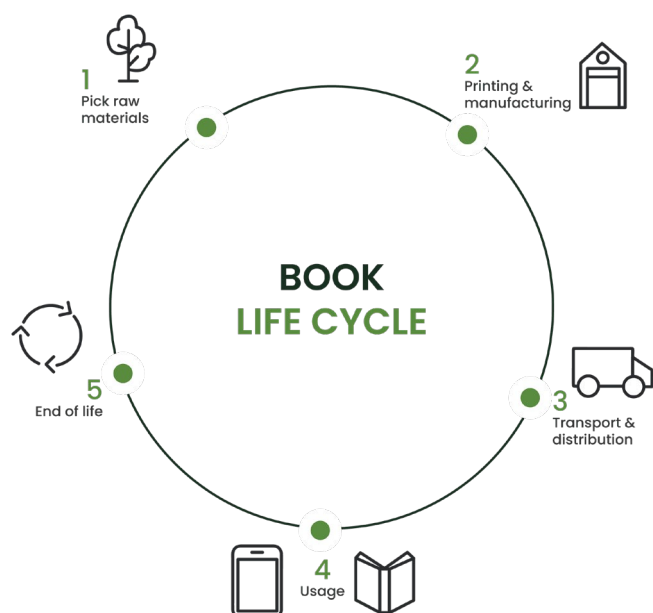 1
Pick raw
materials
2
Printing &
manufacturing
BOOK
LIFE CYCLE
3
Transport &
distribution
4
Usage
5
End of life